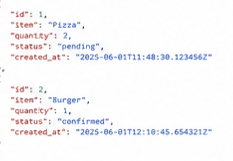 "id": 1,
"item": "Pizza",
"quantity": 2,
"status": "pending",
"created_at": "2025-06-01T11:48:30.123456Z"
,
"id": 2,
"item": "Burger",
"quantity": 1,
"status": "confirmed",
"created_at": "2025-06-01T12:10:45.654321Z"